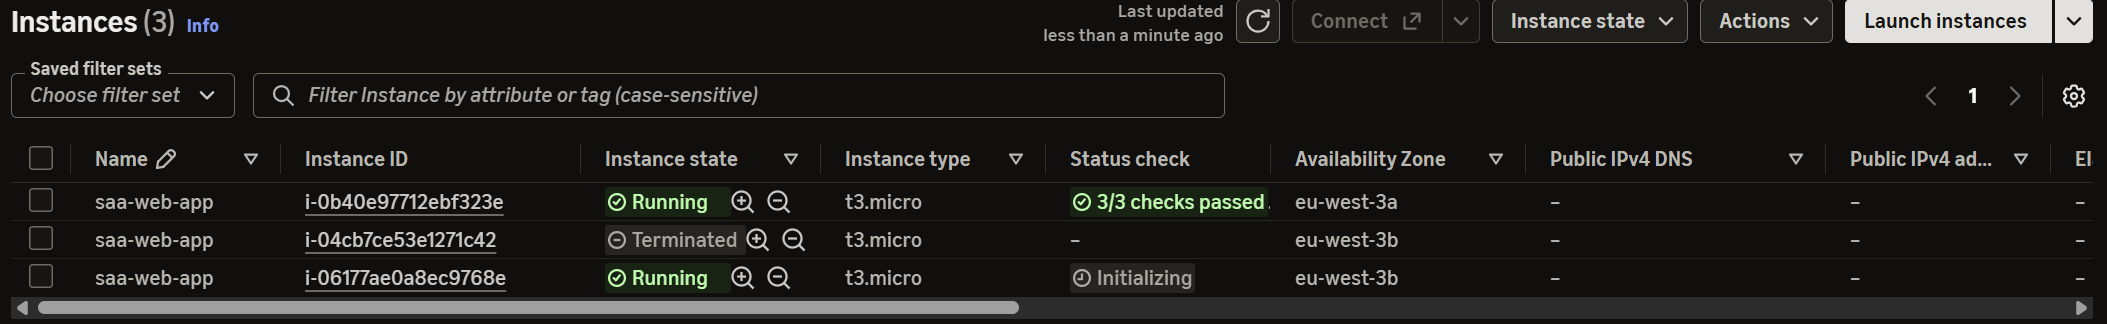 Instances (3) Info
Last updated
less than a minute ago
Connect
Instance state
Actions
Launch instances
Saved filter sets
Choose filter set
Filter Instance by attribute or tag (case-sensitive)
1
Name Instance ID Instance state Instance type Status check Availability Zone Public IPv4 DNS Public IPv4 ad...
saa-web-app i-0b40e97712ebf323e Running t3.micro 3/3 checks passed eu-west-3a – – –
saa-web-app i-04cb7ce53e1271c42 Terminated t3.micro – eu-west-3b – – –
saa-web-app i-06177ae0a8ec9768e Running t3.micro Initializing eu-west-3b – – –